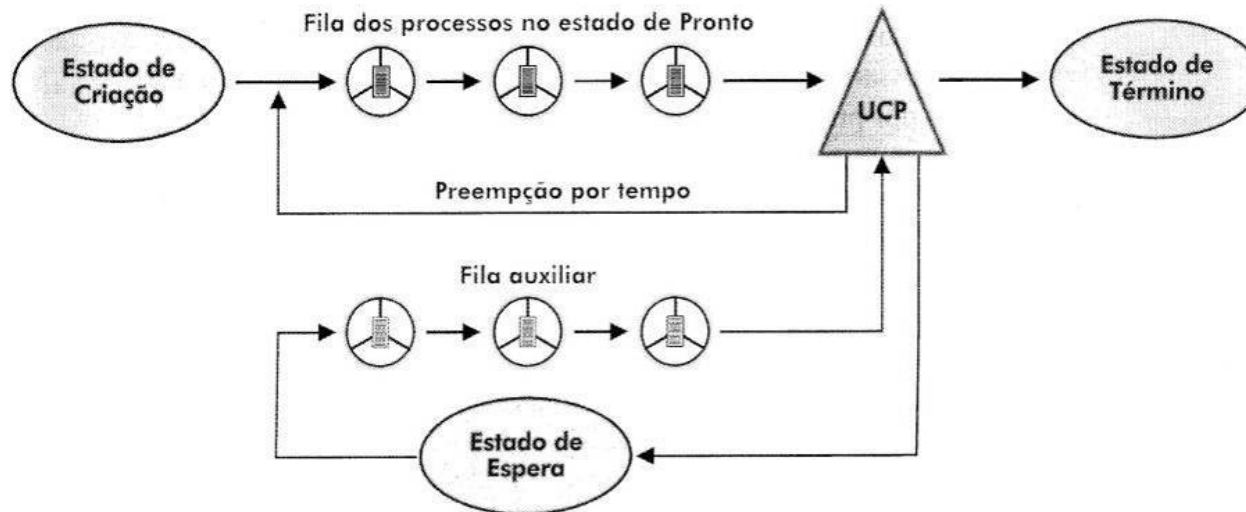 Fila dos processos no estado de Pronto
Estado de
Criação
UCP
Estado de
Término
Preempção por tempo
Fila auxiliar
Estado de
Espera